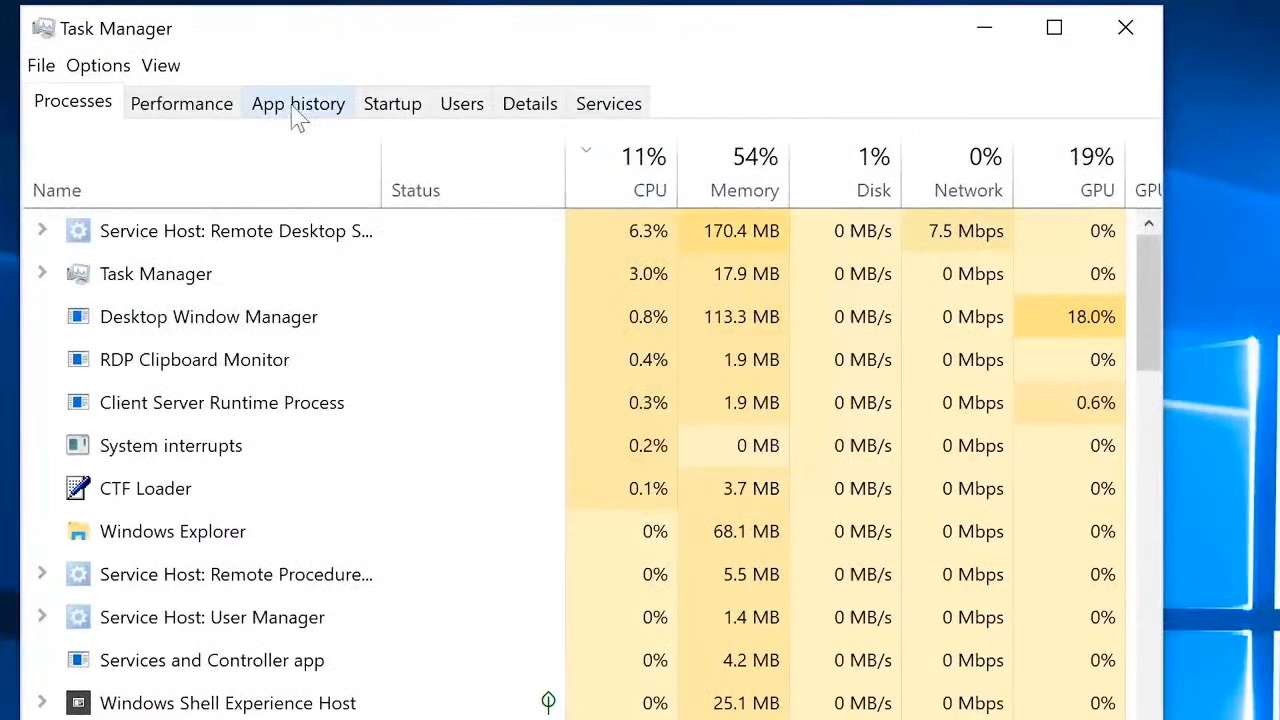 Task Manager
File Options View
Processes Performance App history Startup Users Details Services
11% 54% 1% 0% 19%
Name Status CPU Memory Disk Network GPU GPU
Service Host: Remote Desktop S... 6.3% 170.4 MB 0 MB/s 7.5 Mbps 0%
Task Manager 3.0% 17.9 MB 0 MB/s 0 Mbps 0%
Desktop Window Manager 0.8% 113.3 MB 0 MB/s 0 Mbps 18.0%
RDP Clipboard Monitor 0.4% 1.9 MB 0 MB/s 0 Mbps 0%
Client Server Runtime Process 0.3% 1.9 MB 0 MB/s 0 Mbps 0.6%
System interrupts 0.2% 0 MB 0 MB/s 0 Mbps 0%
CTF Loader 0.1% 3.7 MB 0 MB/s 0 Mbps 0%
Windows Explorer 0% 68.1 MB 0 MB/s 0 Mbps 0%
Service Host: Remote Procedure... 0% 5.5 MB 0 MB/s 0 Mbps 0%
Service Host: User Manager 0% 1.4 MB 0 MB/s 0 Mbps 0%
Services and Controller app 0% 4.2 MB 0 MB/s 0 Mbps 0%
Windows Shell Experience Host 0% 25.1 MB 0 MB/s 0 Mbps 0%